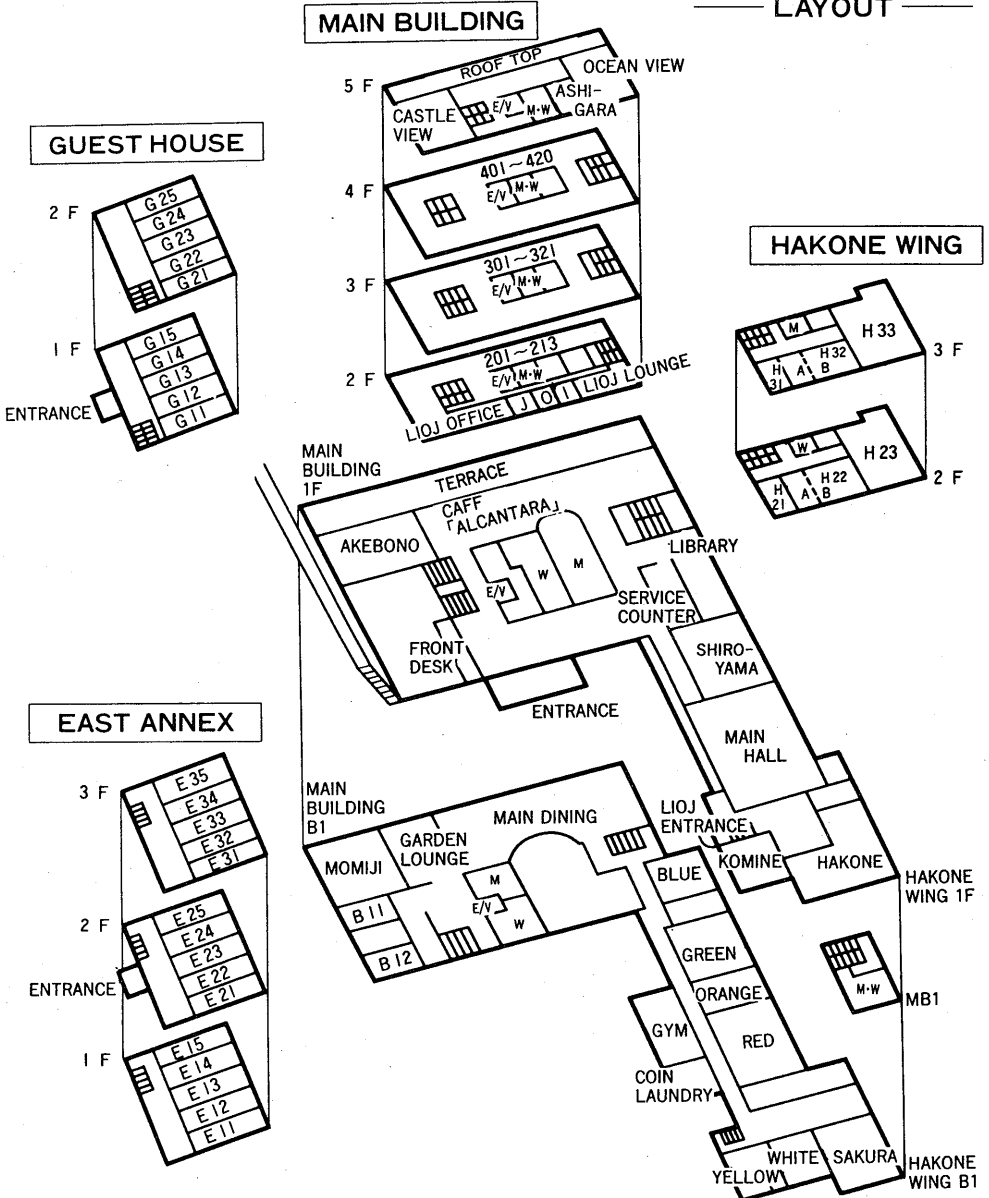 LAYOUT
MAIN BUILDING
5 F
ROOF TOP
OCEAN VIEW
CASTLE
VIEW
E/V
M·W
ASHI-
GARA
4 F
401~420
E/V
M·W
3 F
301~321
E/V
M·W
2 F
201~213
E/V
M·W
LIOJ OFFICE
J
O
I
LIOJ LOUNGE
GUEST HOUSE
2 F
G25
G24
G23
G22
G21
1 F
G15
G14
G13
G12
G11
ENTRANCE
HAKONE WING
3 F
M
H
31
A
H32
B
H33
2 F
W
H
21
A
H22
B
H23
MAIN
BUILDING
1F
TERRACE
CAFF
「ALCANTARA」
AKEBONO
E/V
W
M
LIBRARY
SERVICE
COUNTER
FRONT
DESK
SHIRO-
YAMA
ENTRANCE
MAIN
HALL
LIOJ
ENTRANCE
KOMINE
HAKONE
HAKONE
WING 1F
EAST ANNEX
3 F
E35
E34
E33
E32
E31
2 F
E25
E24
E23
E22
E21
ENTRANCE
1 F
E15
E14
E13
E12
E11
MAIN
BUILDING
B1
MAIN DINING
GARDEN
LOUNGE
MOMIJI
B11
B12
M
E/V
W
BLUE
GREEN
ORANGE
RED
GYM
COIN
LAUNDRY
M·W
MB1
YELLOW
WHITE
SAKURA
HAKONE
WING B1